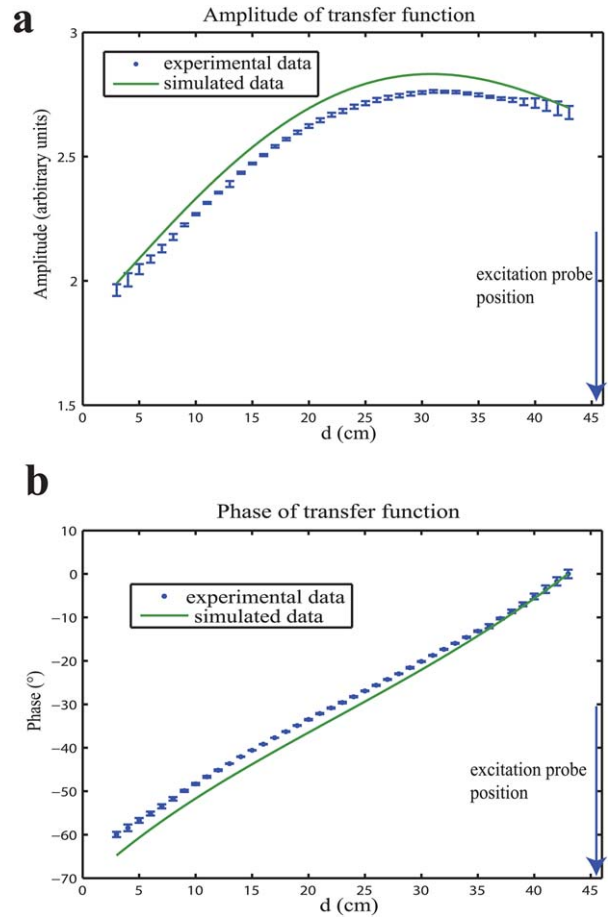 a
Amplitude of transfer function
3
experimental data
simulated data
2.5
Amplitude (arbitrary units)
2
excitation probe
position
1.5
0 5 10 15 20 25 30 35 40 45
d (cm)
b
Phase of transfer function
10
0
experimental data
simulated data
−10
−20
−30
Phase (°)
−40
excitation probe
position
−50
−60
−70
0 5 10 15 20 25 30 35 40 45
d (cm)